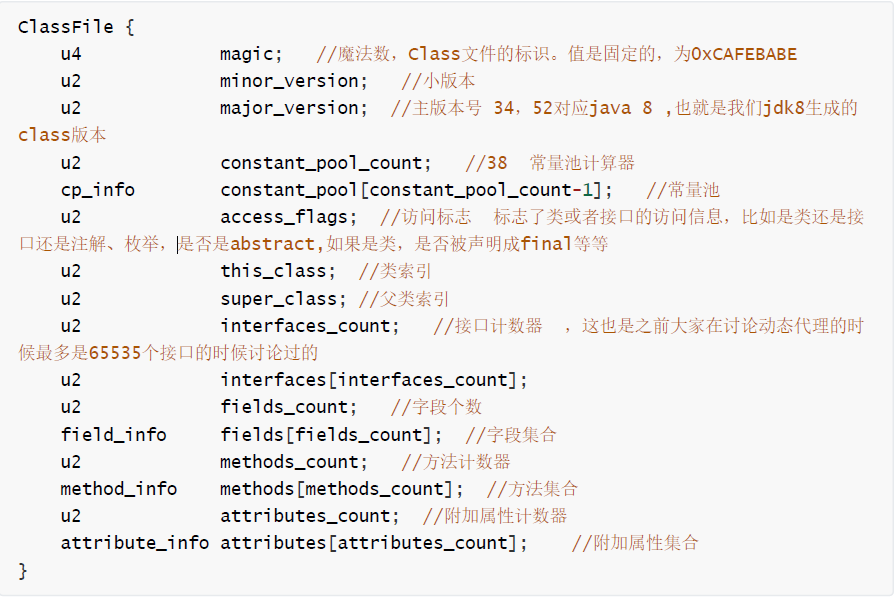 ClassFile {
    u4             magic;   //魔法数，Class文件的标识。值是固定的，为0xCAFEBABE
    u2             minor_version;   //小版本
    u2             major_version;  //主版本号 34，52对应java 8 ,也就是我们jdk8生成的
class版本
    u2             constant_pool_count;   //38  常量池计算器
    cp_info        constant_pool[constant_pool_count-1];   //常量池
    u2             access_flags;  //访问标志  标志了类或者接口的访问信息，比如是类还是接
口还是注解、枚举，是否是abstract,如果是类，是否被声明成final等等
    u2             this_class;  //类索引
    u2             super_class; //父类索引
    u2             interfaces_count;   //接口计数器  ，这也是之前大家在讨论动态代理的时
候最多是65535个接口的时候讨论过的
    u2             interfaces[interfaces_count];
    u2             fields_count;   //字段个数
    field_info     fields[fields_count];  //字段集合
    u2             methods_count;   //方法计数器
    method_info    methods[methods_count];  //方法集合
    u2             attributes_count;  //附加属性计数器
    attribute_info attributes[attributes_count];    //附加属性集合
}